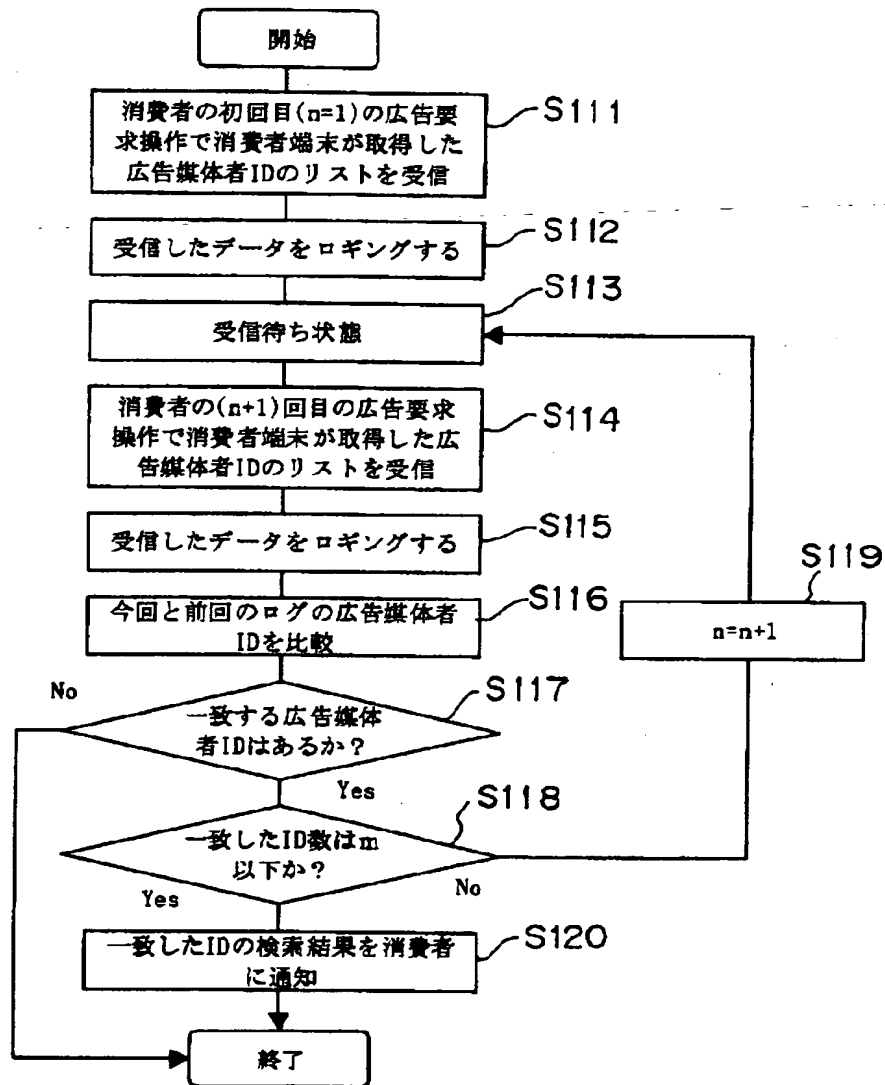 開始
消費者の初回目(n=1)の広告要
求操作で消費者端末が取得した
広告媒体者IDのリストを受信
S111
受信したデータをロギングする
S112
受信待ち状態
S113
消費者の(n+1)回目の広告要求
操作で消費者端末が取得した広
告媒体者IDのリストを受信
S114
受信したデータをロギングする
S115
今回と前回のログの広告媒体者
IDを比較
S116
n=n+1
S119
No
一致する広告媒体
者IDはあるか？
S117
Yes
一致したID数はm
以下か？
S118
Yes
No
一致したIDの検索結果を消費者
に通知
S120
終了